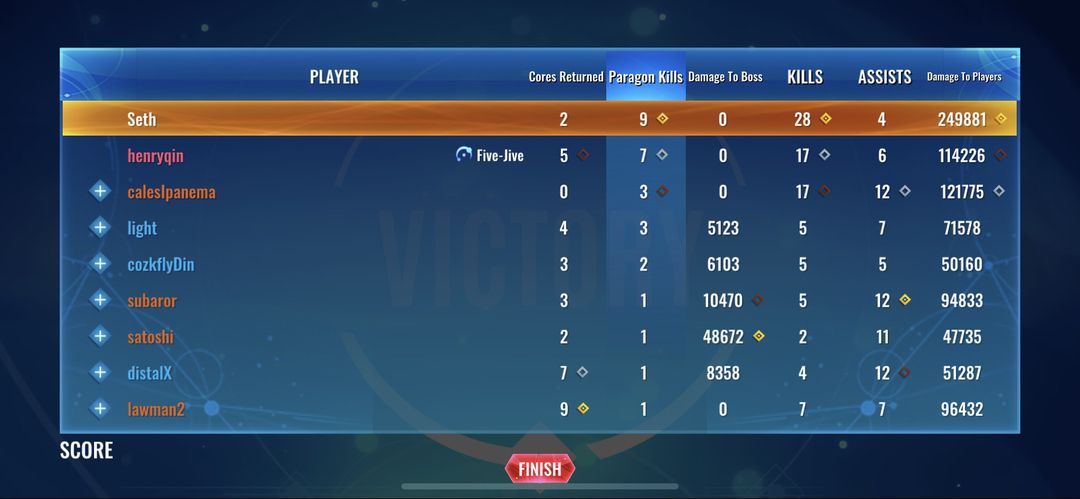 PLAYER Cores Returned Paragon Kills Damage To Boss KILLS ASSISTS Damage To Players
Seth 2 9 0 28 4 249881
henryqin Five-Jive 5 7 0 17 6 114226
caleslpanema 0 3 0 17 12 121775
light 4 3 5123 5 7 71578
cozkflyDin 3 2 6103 5 5 50160
subaror 3 1 10470 5 12 94833
satoshi 2 1 48672 2 11 47735
distalX 7 1 8358 4 12 51287
lawman2 9 1 0 7 7 96432
VICTORY
SCORE
FINISH